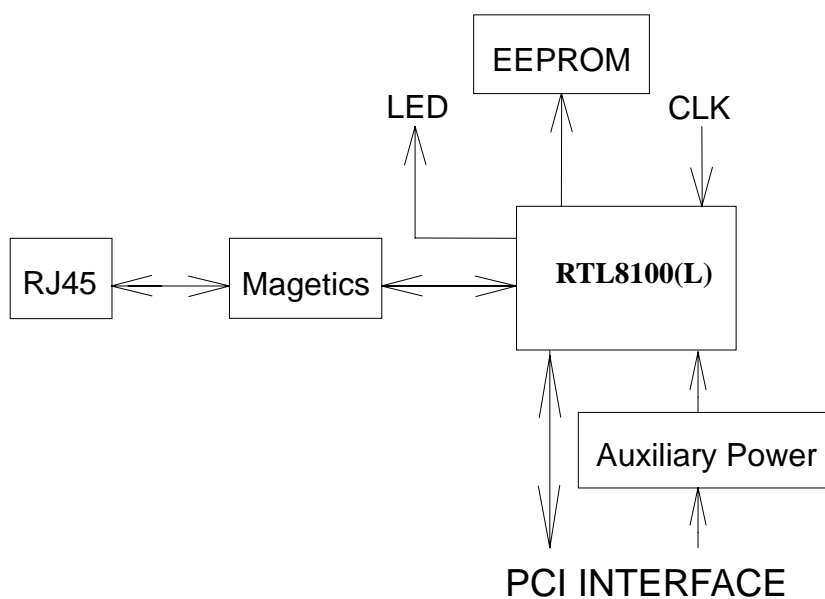 EEPROM
LED
CLK
RJ45
Magetics
RTL8100(L)
Auxiliary Power
PCI INTERFACE